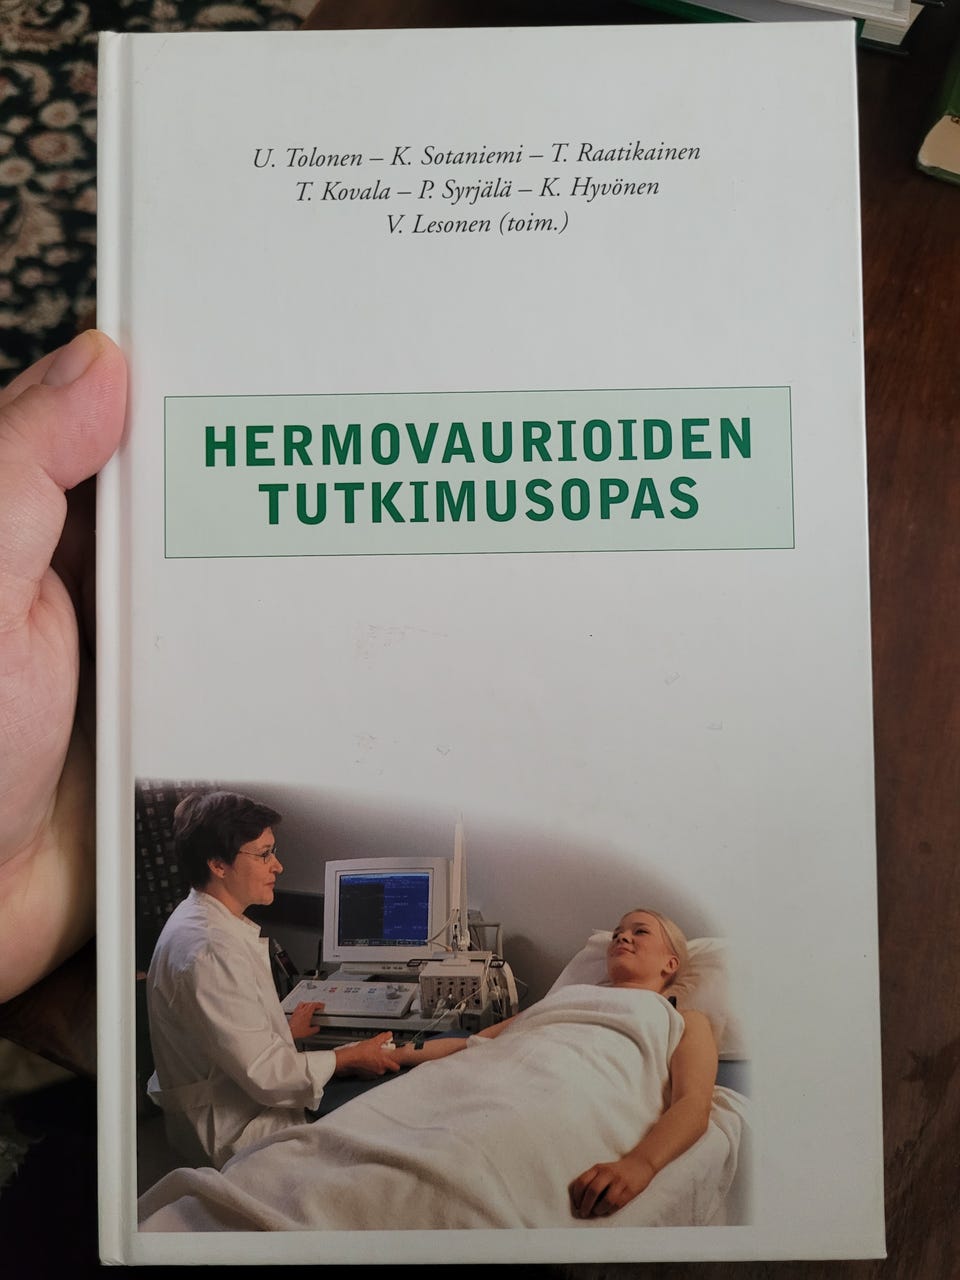 U. Tolonen – K. Sotaniemi – T. Raatikainen
T. Kovala – P. Syrjälä – K. Hyvönen
V. Lesonen (toim.)
HERMOVAURIOIDEN
TUTKIMUSOPAS